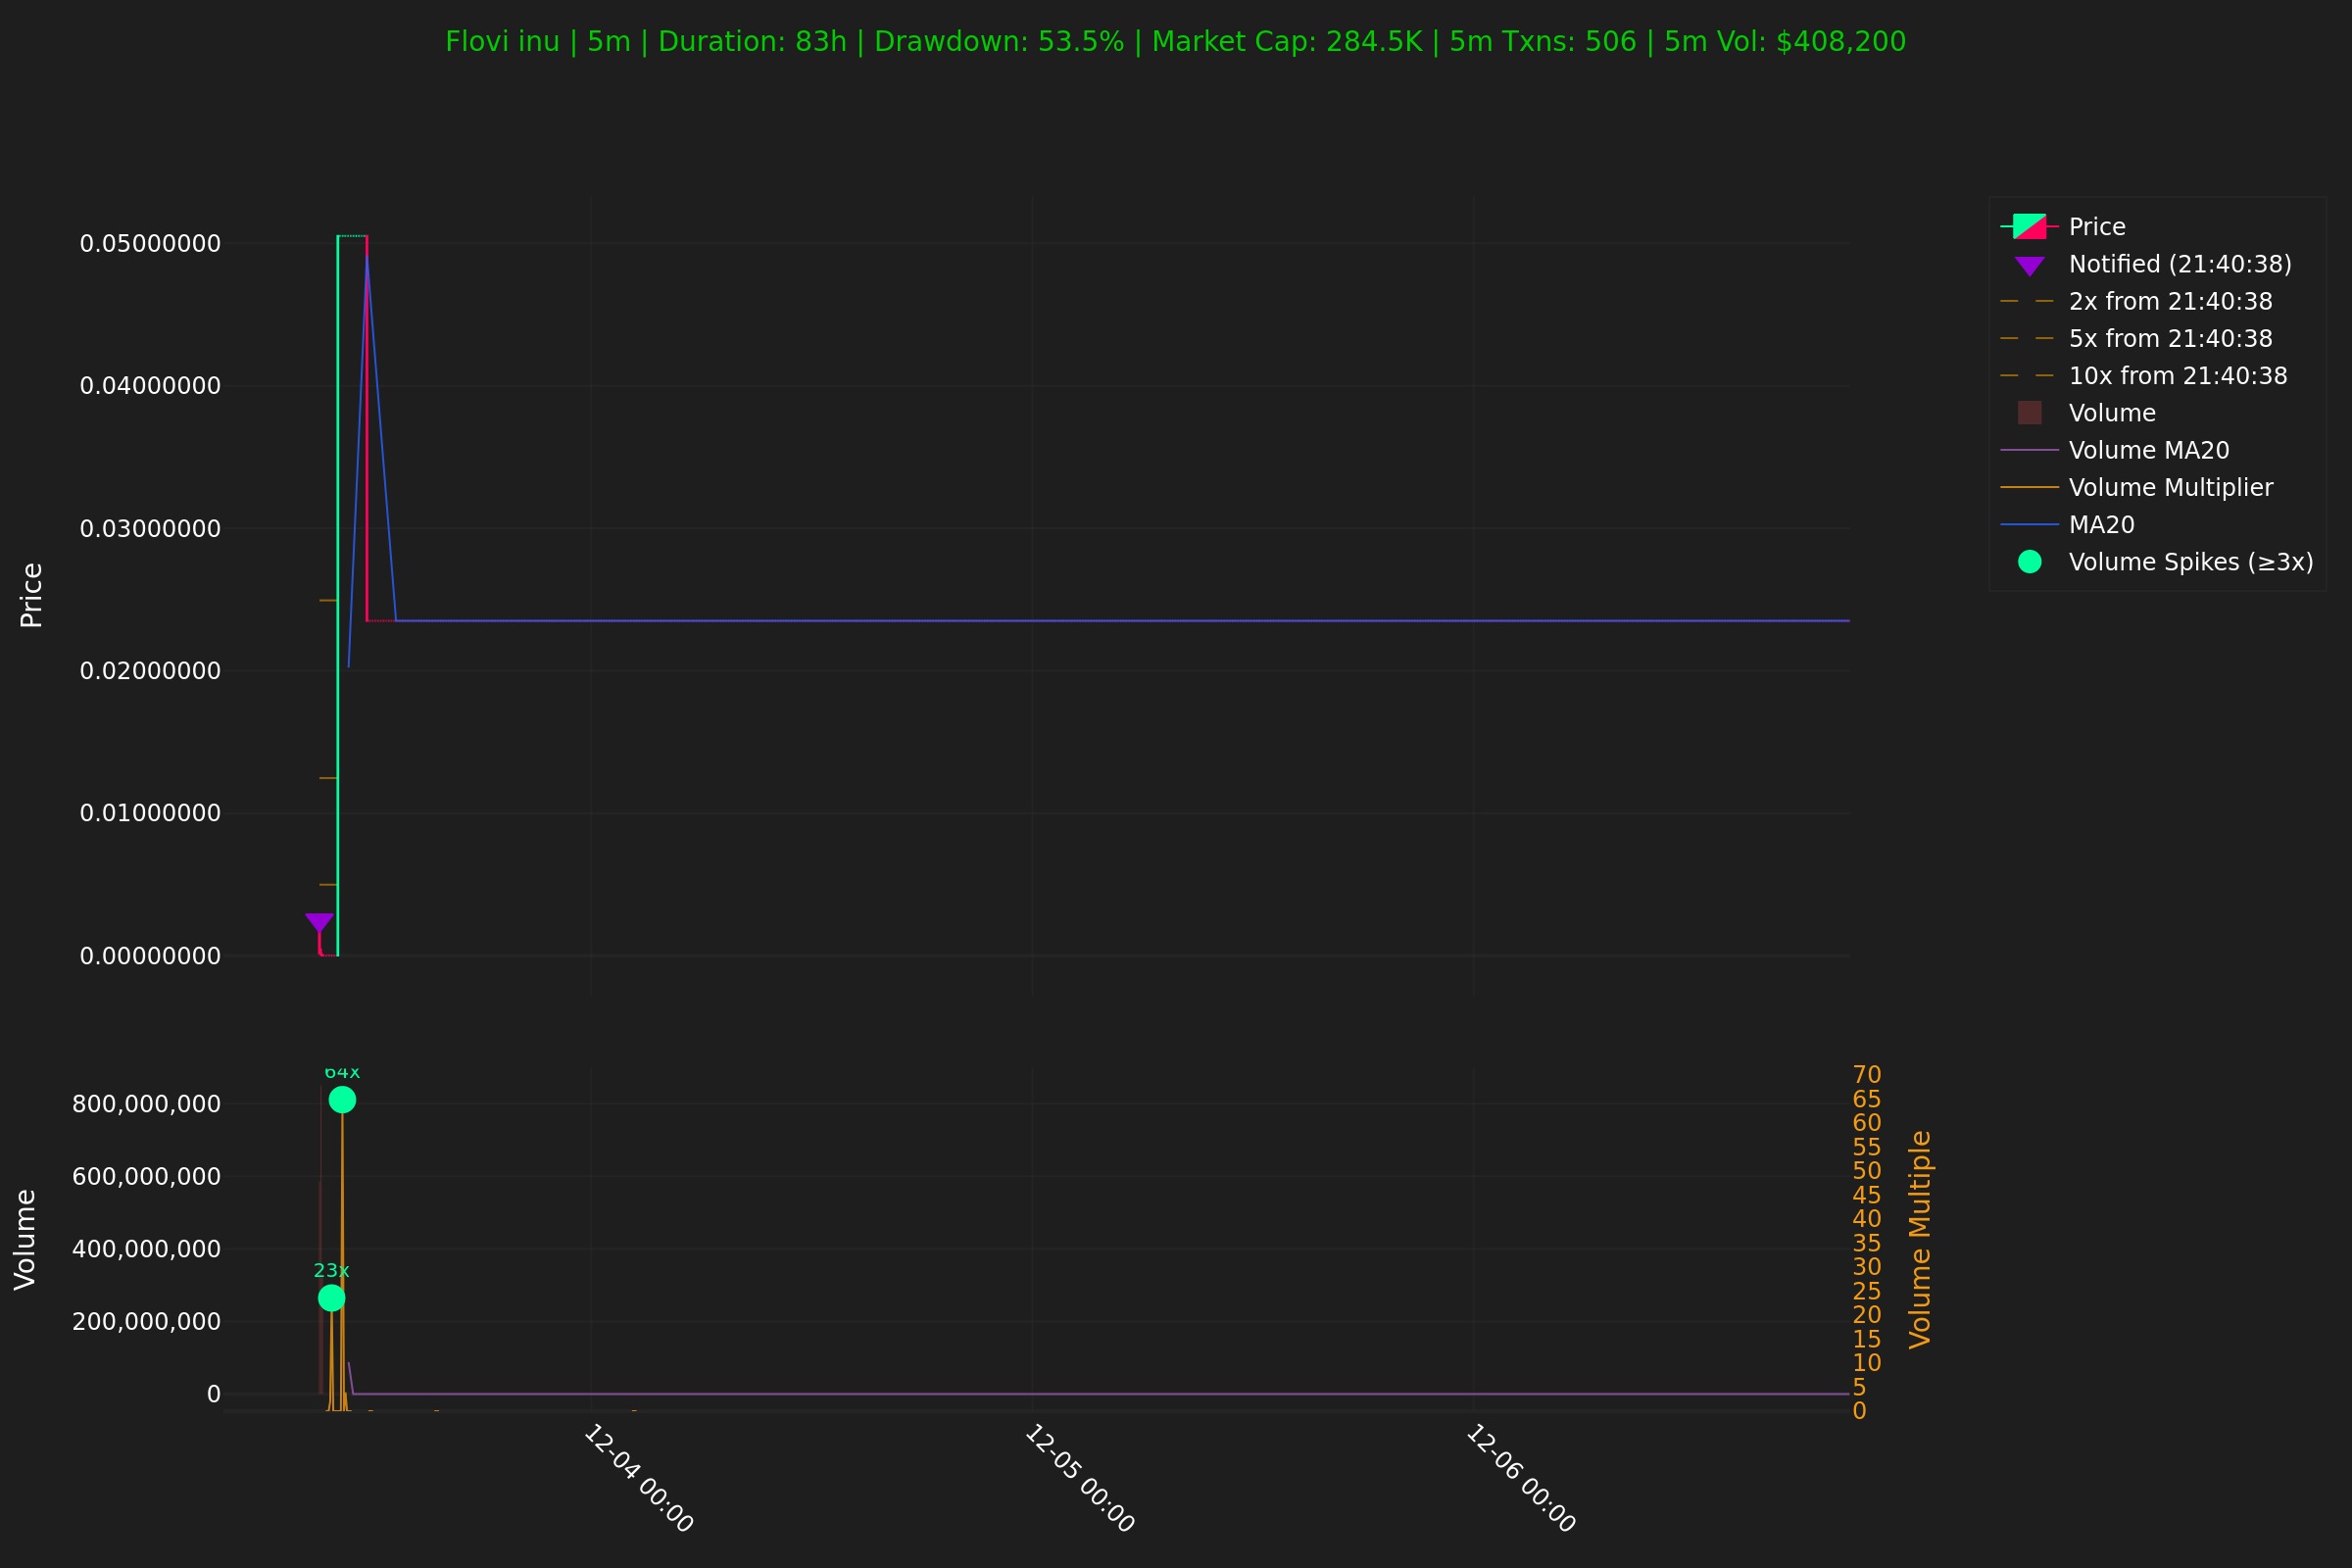 Flovi inu | 5m | Duration: 83h | Drawdown: 53.5% | Market Cap: 284.5K | 5m Txns: 506 | 5m Vol: $408,200
Price
0.05000000
0.04000000
0.03000000
0.02000000
0.01000000
0.00000000
Price
Notified (21:40:38)
2x from 21:40:38
5x from 21:40:38
10x from 21:40:38
Volume
Volume MA20
Volume Multiplier
MA20
Volume Spikes (≥3x)
Volume
800,000,000
600,000,000
400,000,000
200,000,000
0
64x
23x
70
65
60
55
50
45
40
35
30
25
20
15
10
5
0
Volume Multiple
12-04 00:00
12-05 00:00
12-06 00:00